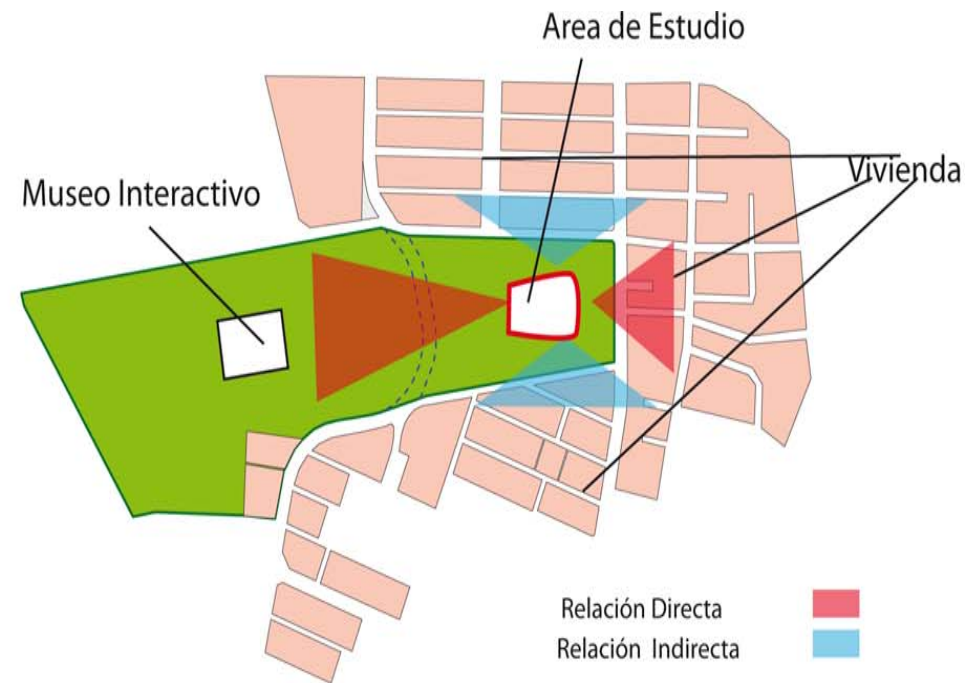 Area de Estudio
Museo Interactivo
Vivienda
Relación Directa
Relación Indirecta